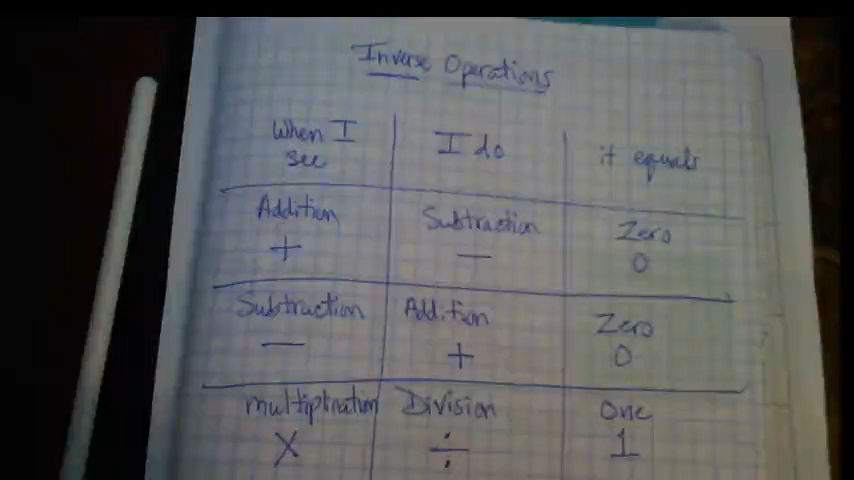 Inverse Operations
When I see
I do
it equals
Addition
+
Subtraction
−
Zero
0
Subtraction
−
Addition
+
Zero
0
multiplication
X
Division
÷
One
1